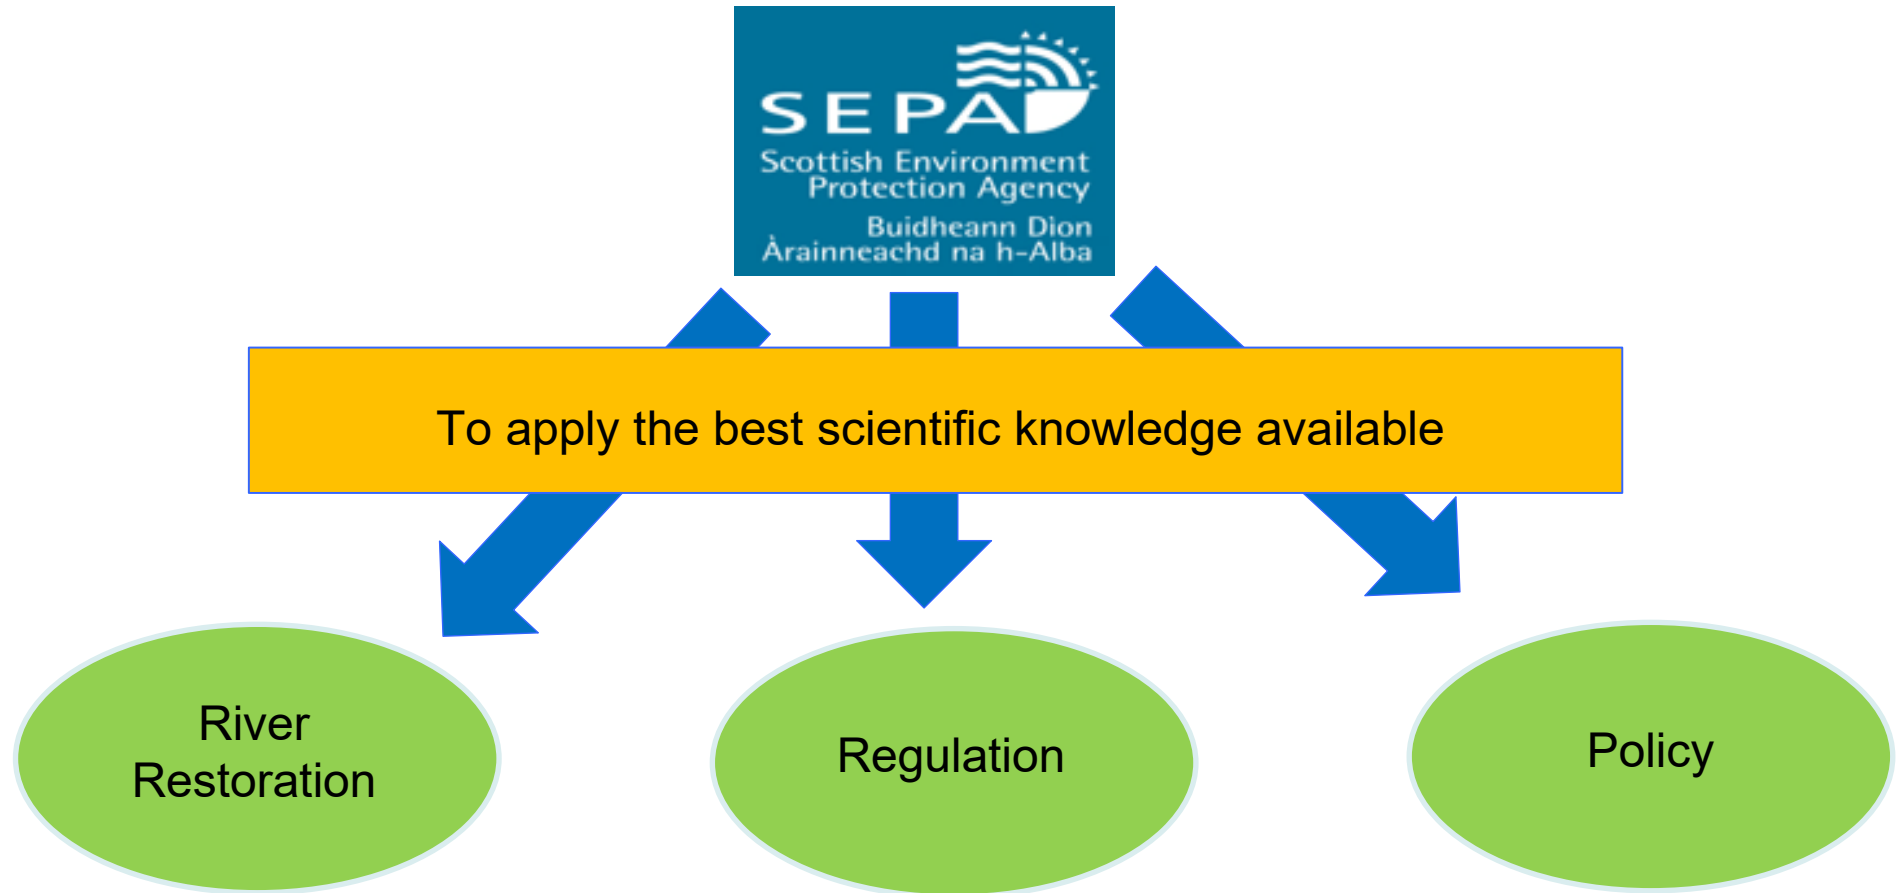 SEPA
Scottish Environment
Protection Agency
Buidheann Dìon
Àrainneachd na h-Alba
To apply the best scientific knowledge available
River
Restoration
Regulation
Policy